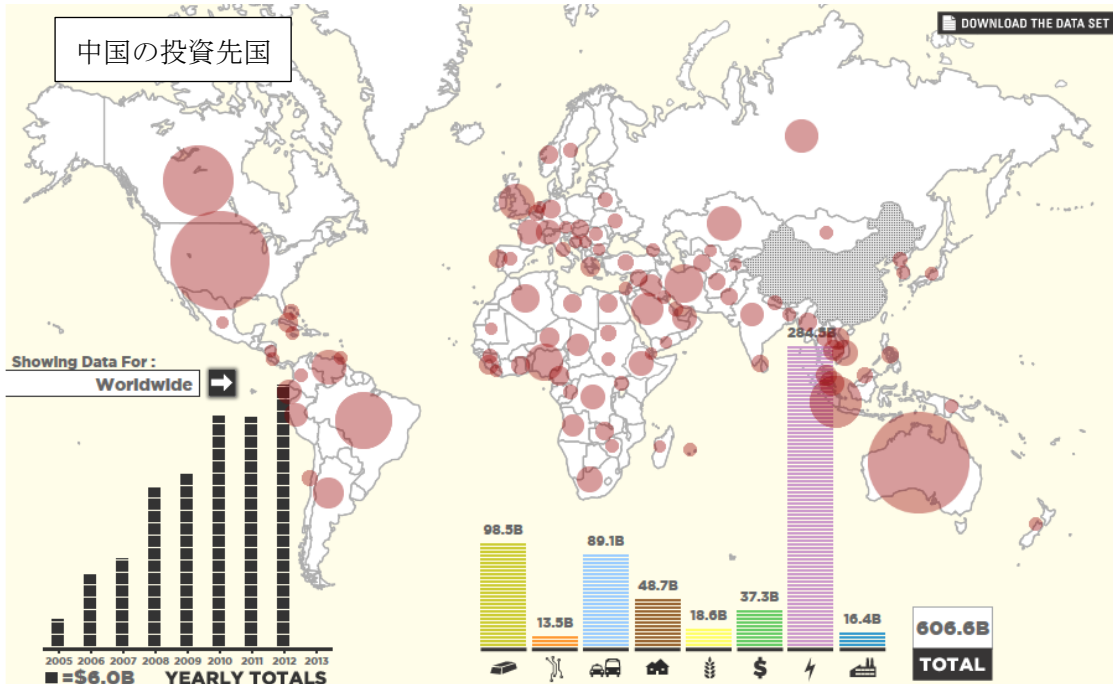 中国の投資先国
DOWNLOAD THE DATA SET
Showing Data For :
Worldwide
284.5B
98.5B
13.5B
89.1B
48.7B
18.6B
37.3B
16.4B
606.6B
TOTAL
2005 2006 2007 2008 2009 2010 2011 2012 2013
=$6.0B YEARLY TOTALS
$